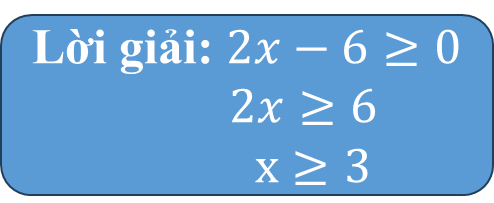 Lời giải: 2𝑥 − 6 ≥ 0
2𝑥 ≥ 6
x ≥ 3